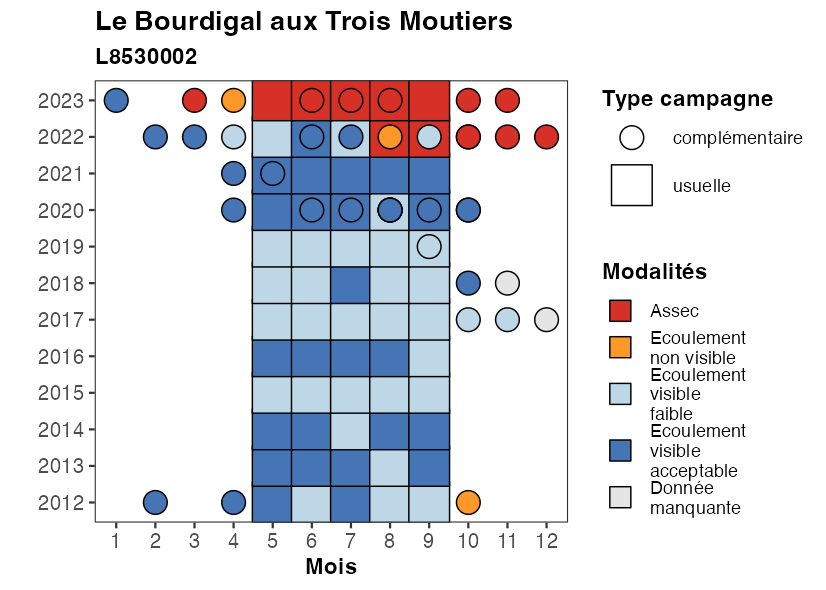 Le Bourdigal aux Trois Moutiers
L8530002
2023
2022
2021
2020
2019
2018
2017
2016
2015
2014
2013
2012
1 2 3 4 5 6 7 8 9 10 11 12
Mois
Type campagne
complémentaire
usuelle
Modalités
Assec
Ecoulement
non visible
Ecoulement
visible
faible
Ecoulement
visible
acceptable
Donnée
manquante